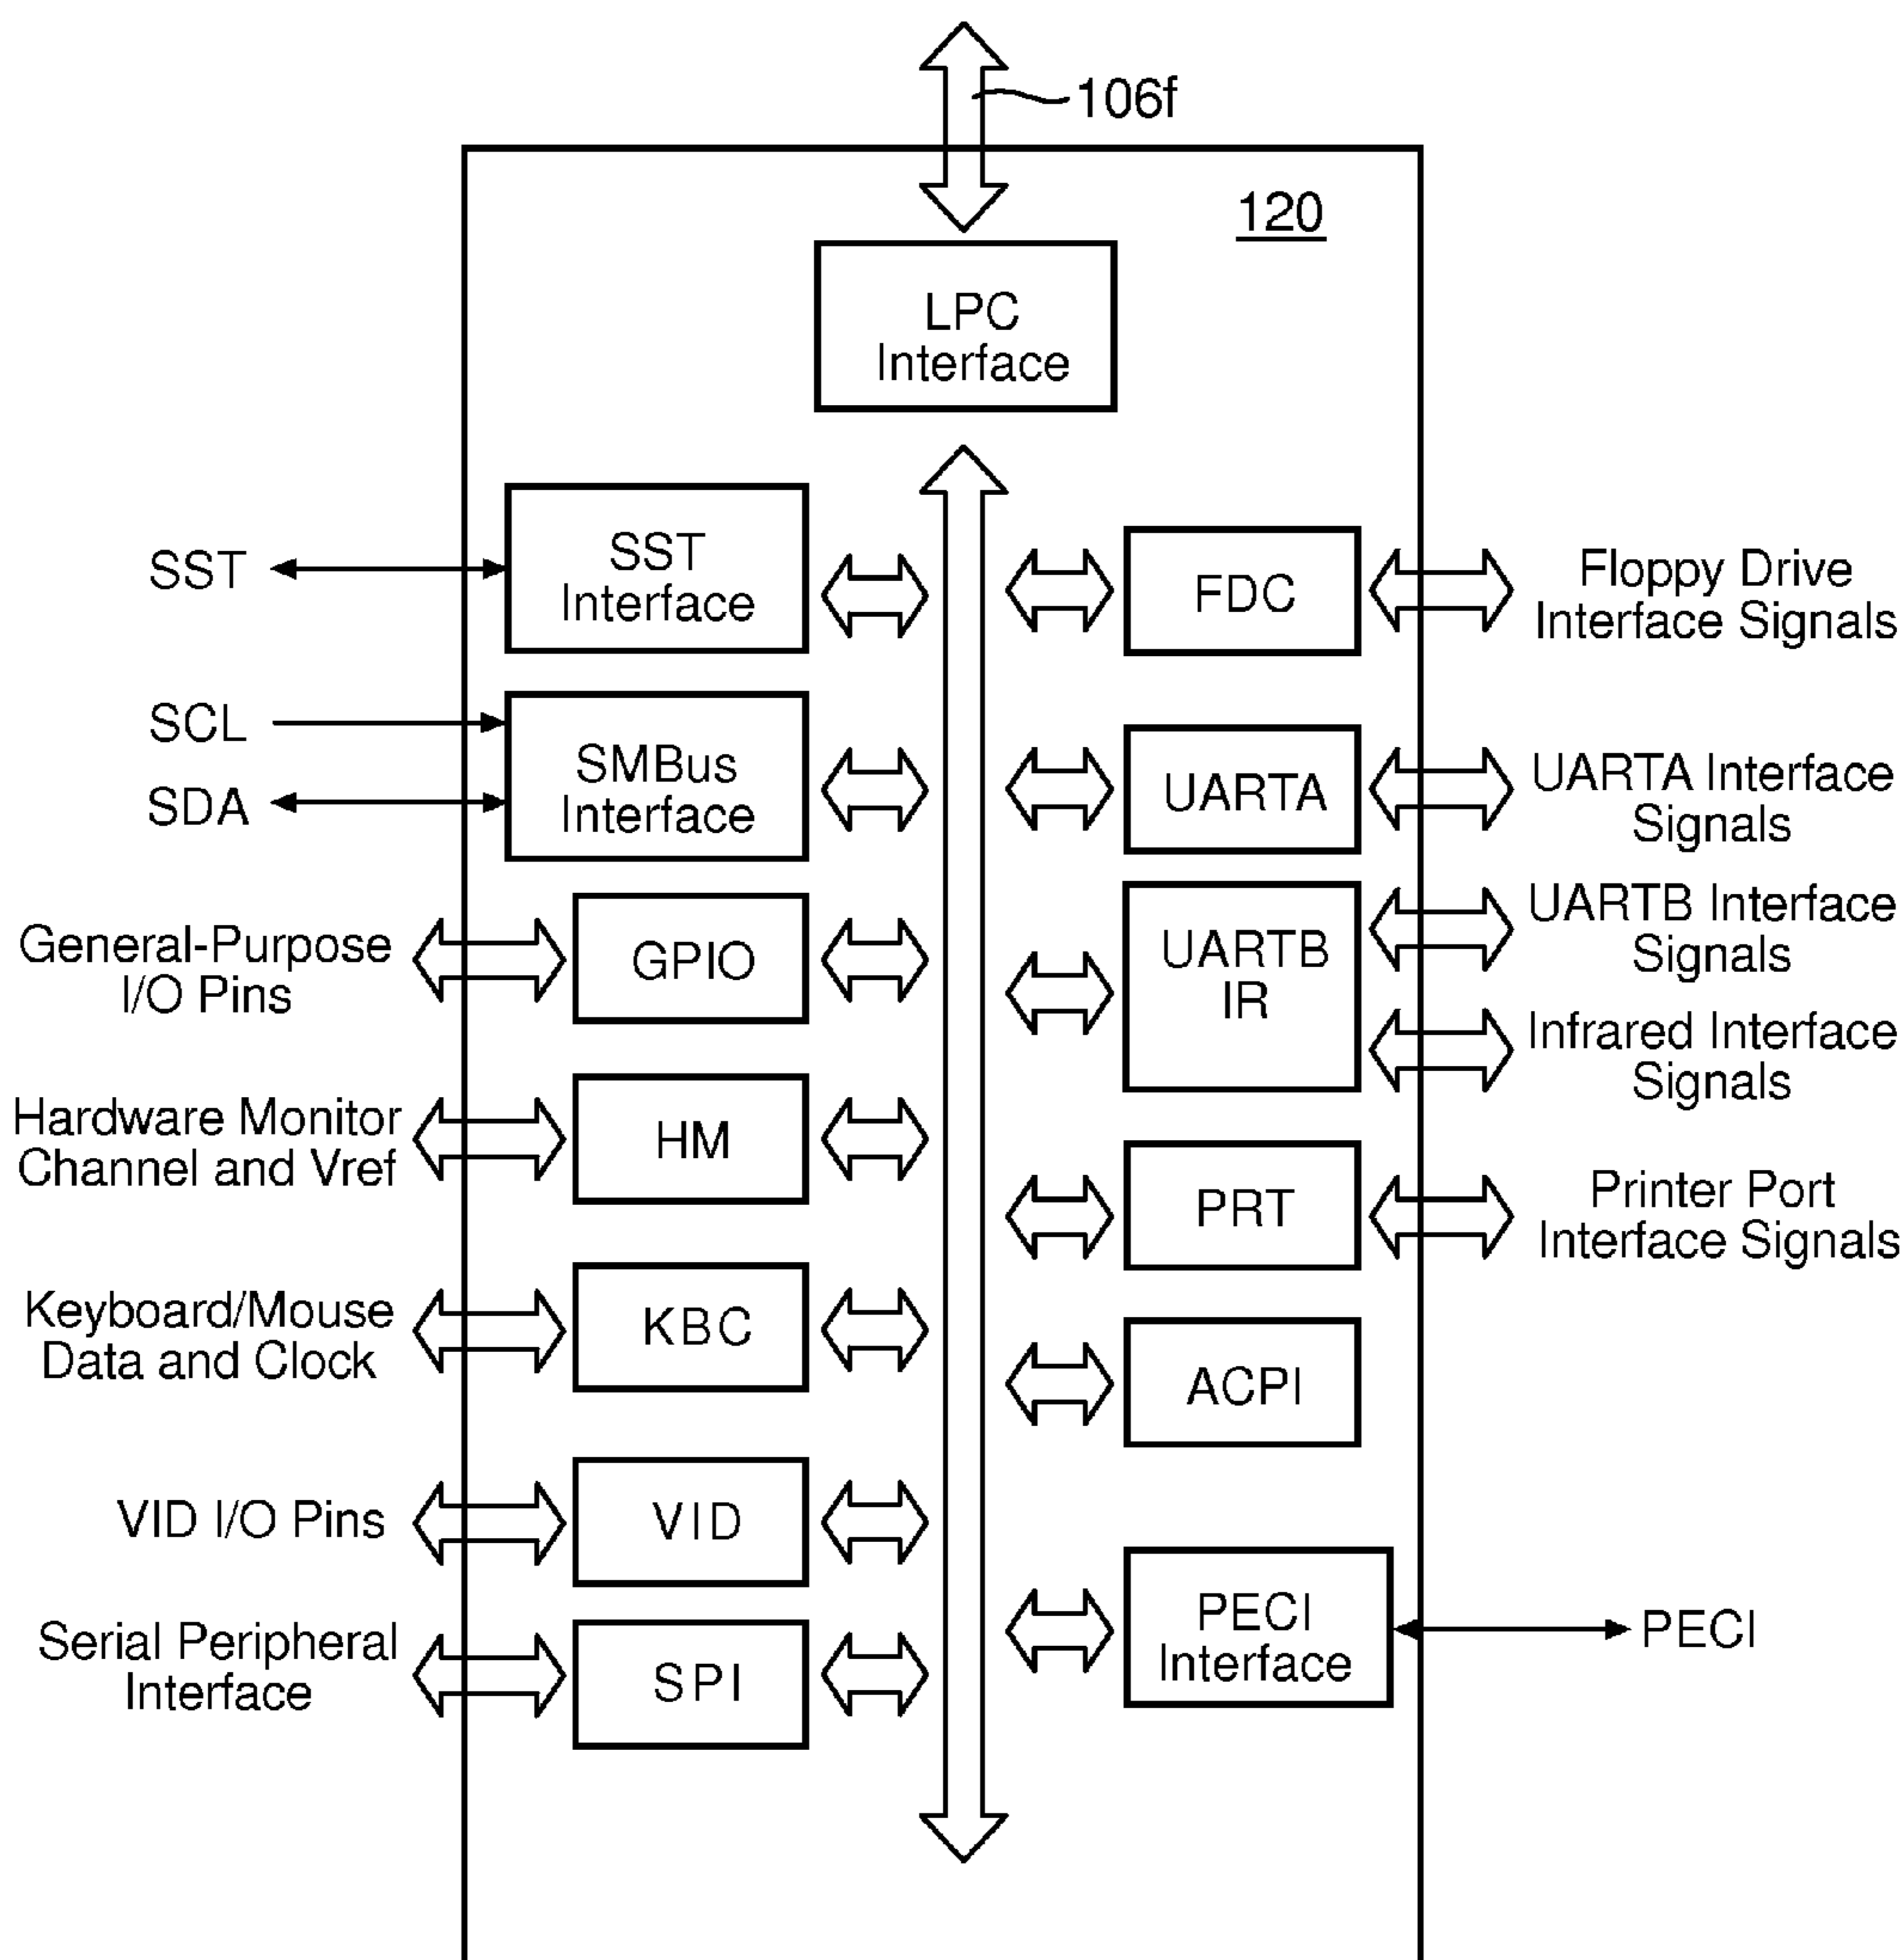 106f
120
LPC
Interface
SST
SST
Interface
FDC
Floppy Drive
Interface Signals
SCL
SDA
SMBus
Interface
UARTA
UARTA Interface
Signals
General-Purpose
I/O Pins
GPIO
UARTB
IR
UARTB Interface
Signals
Infrared Interface
Signals
Hardware Monitor
Channel and Vref
HM
PRT
Printer Port
Interface Signals
Keyboard/Mouse
Data and Clock
KBC
ACPI
VID I/O Pins
VID
PECI
Interface
PECI
Serial Peripheral
Interface
SPI